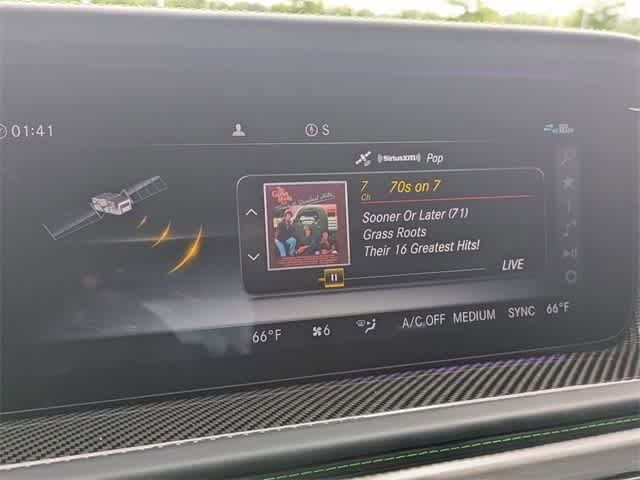 01:41
S
SiriusXM Pop
7 70s on 7
Ch
Sooner Or Later (71)
Grass Roots
Their 16 Greatest Hits!
LIVE
66°F 6 A/C OFF MEDIUM SYNC 66°F